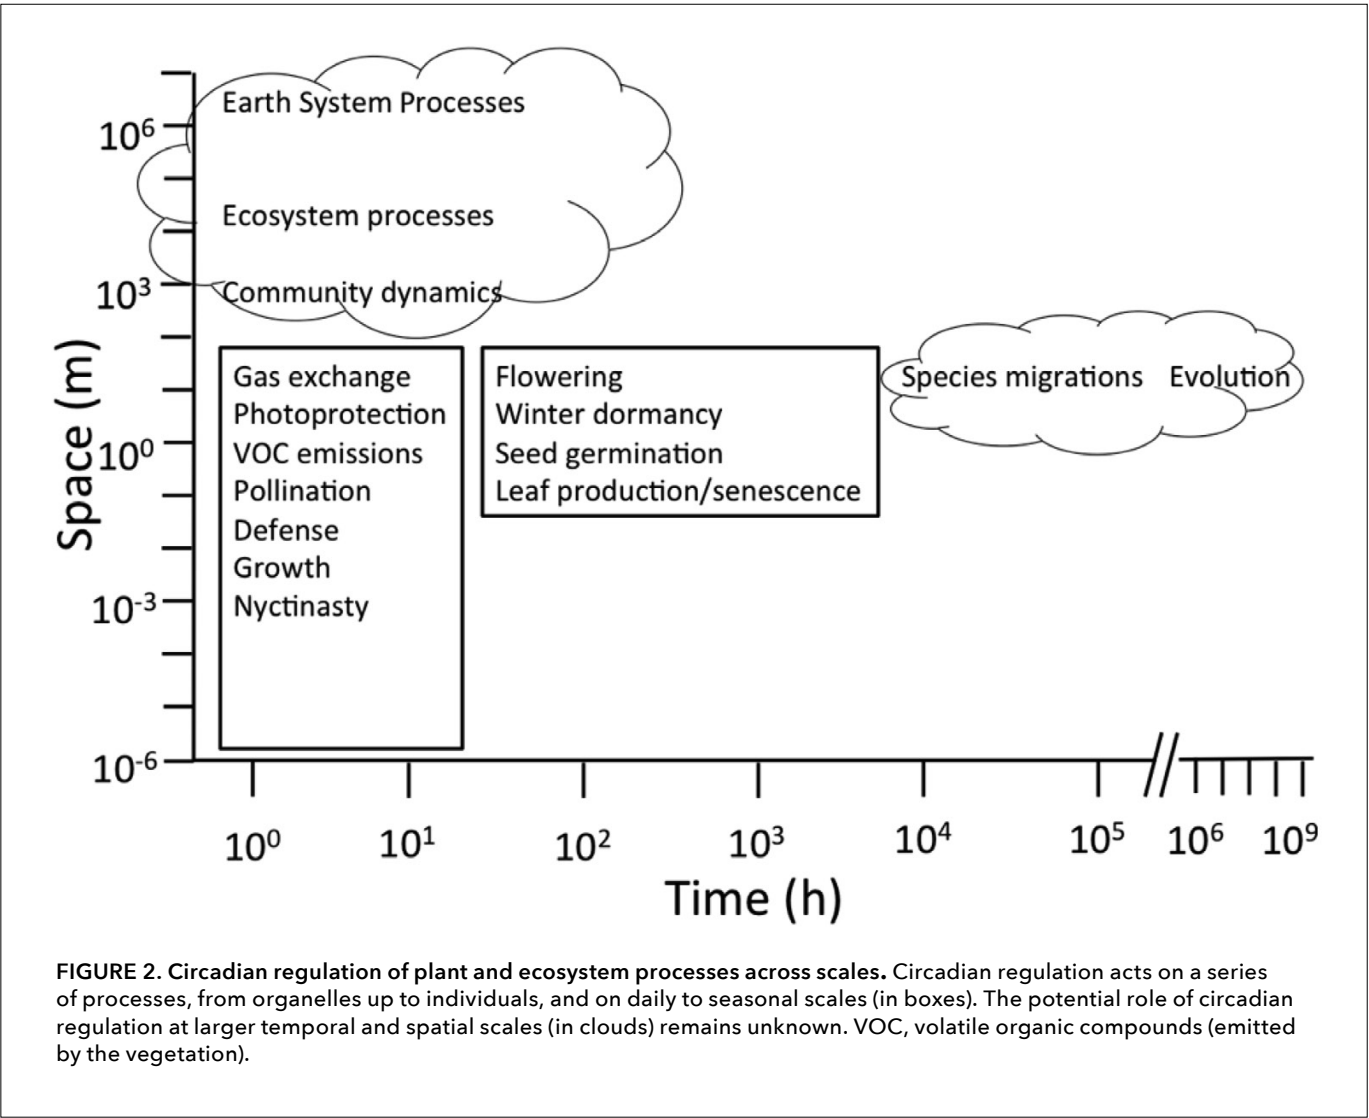 Earth System Processes
10⁶
Ecosystem processes
10³
Community dynamics
Space (m)
Gas exchange
Photoprotection
VOC emissions
Pollination
Defense
Growth
Nyctinasty
Flowering
Winter dormancy
Seed germination
Leaf production/senescence
Species migrations Evolution
10⁰
10⁻³
10⁻⁶
10⁰ 10¹ 10² 10³ 10⁴ 10⁵ 10⁶ 10⁹
Time (h)
FIGURE 2. Circadian regulation of plant and ecosystem processes across scales. Circadian regulation acts on a series
of processes, from organelles up to individuals, and on daily to seasonal scales (in boxes). The potential role of circadian
regulation at larger temporal and spatial scales (in clouds) remains unknown. VOC, volatile organic compounds (emitted
by the vegetation).